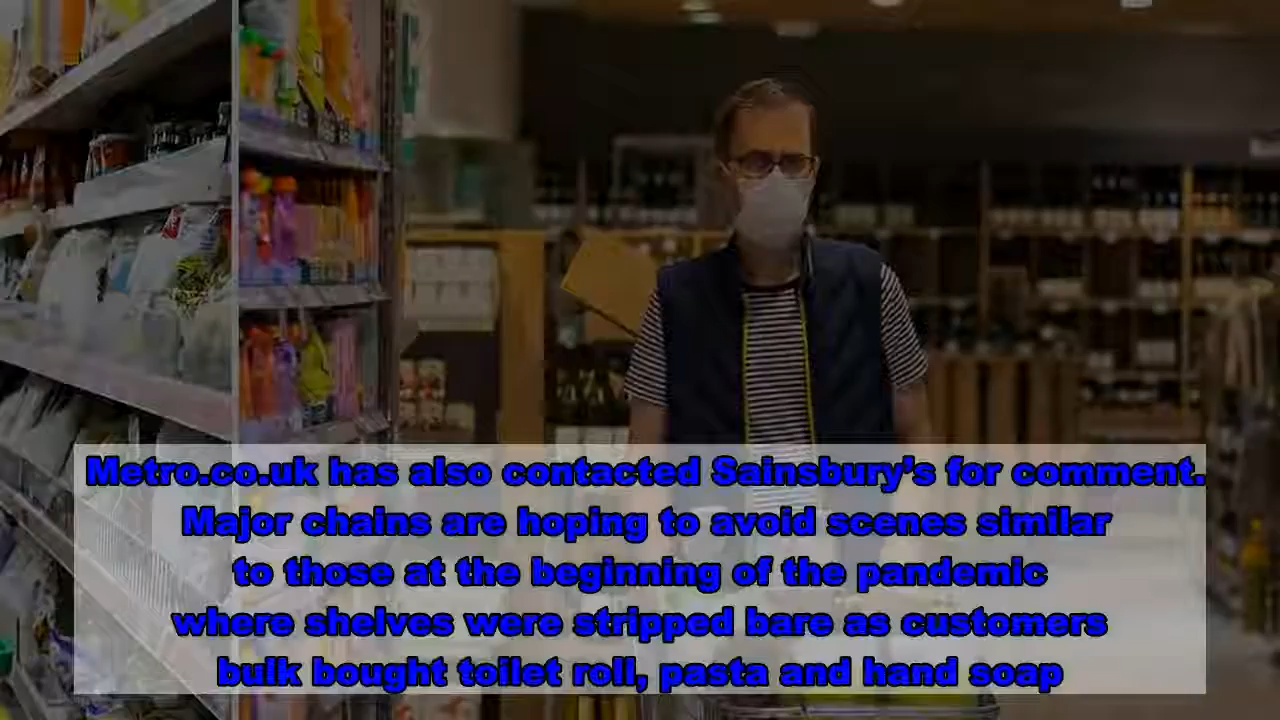 Metro.co.uk has also contacted Sainsbury’s for comment.
Major chains are hoping to avoid scenes similar
to those at the beginning of the pandemic
where shelves were stripped bare as customers
bulk bought toilet roll, pasta and hand soap